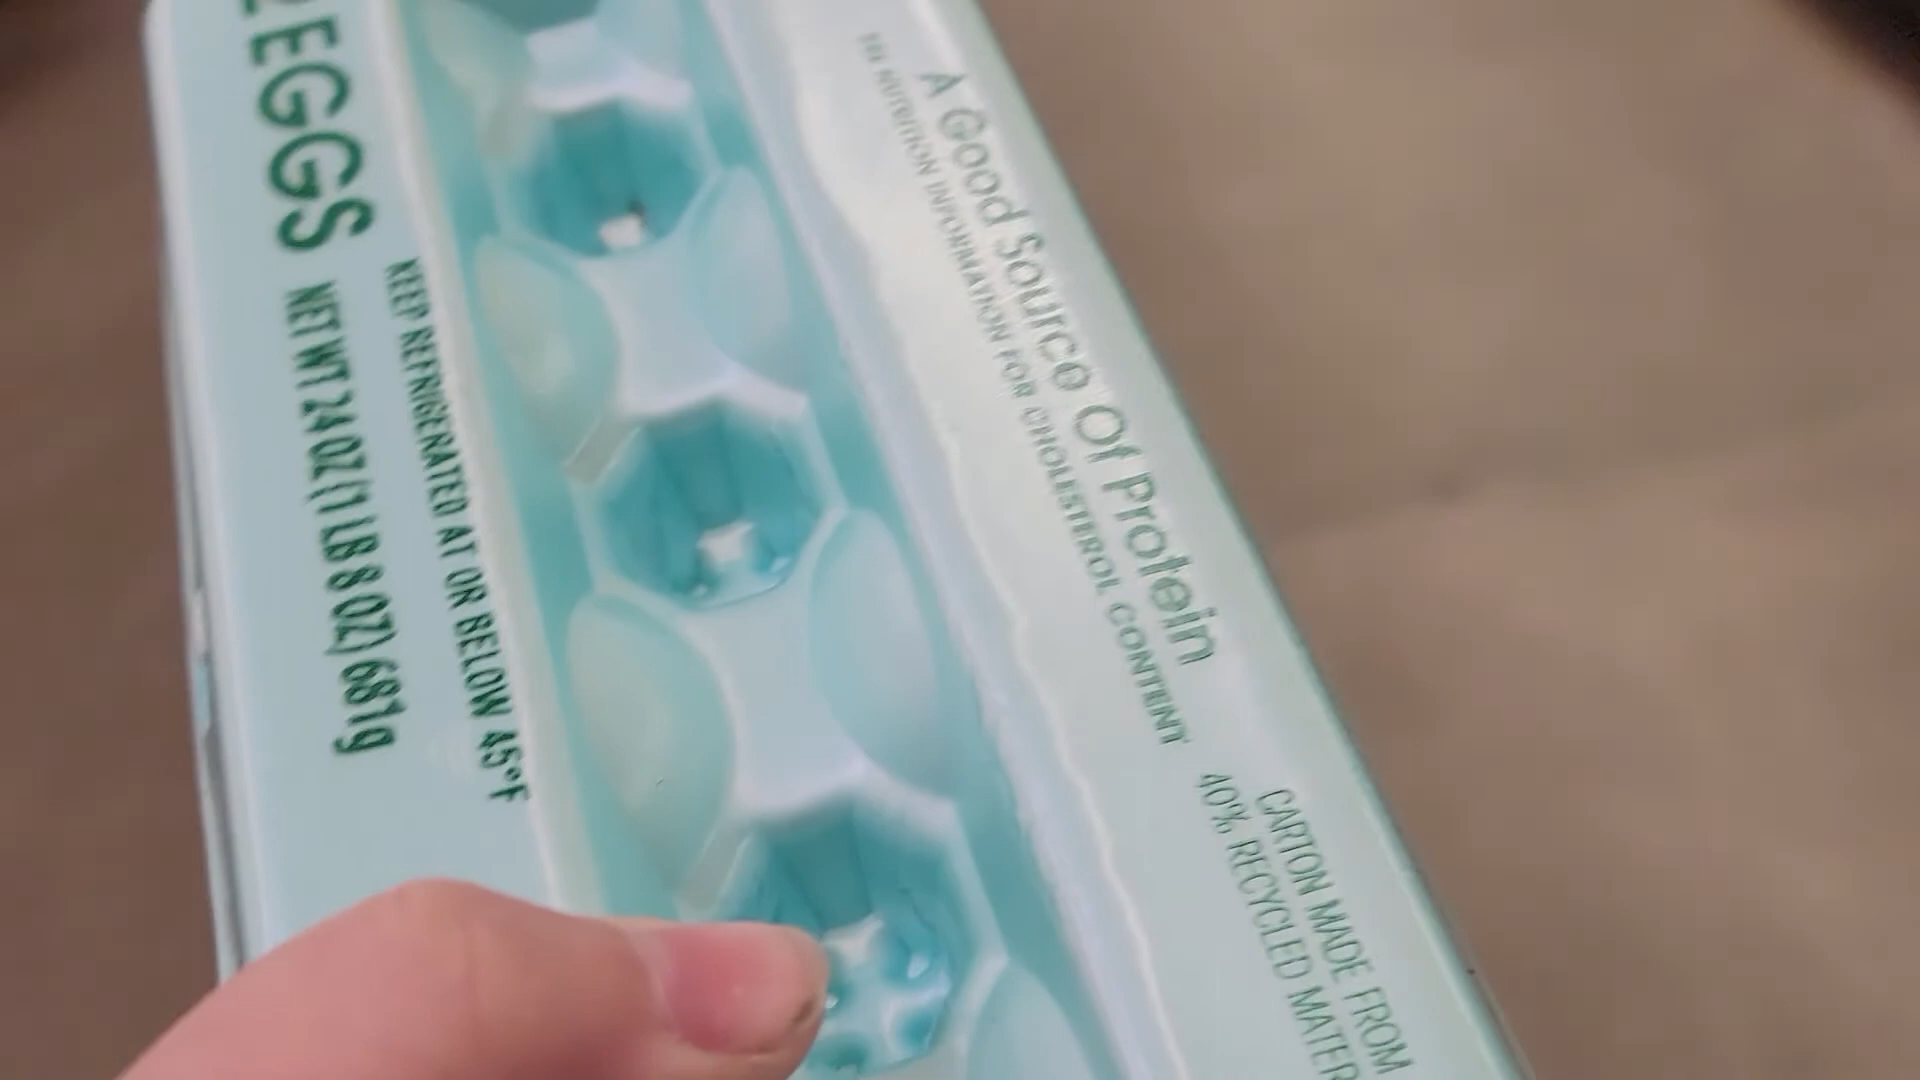 2 EGGS NET WT 24 OZ (1 LB 8 OZ) 681g
KEEP REFRIGERATED AT OR BELOW 45°F
A Good Source Of Protein
NUTRITION INFORMATION FOR CHOLESTEROL CONTENT
CARTON MADE FROM
40% RECYCLED